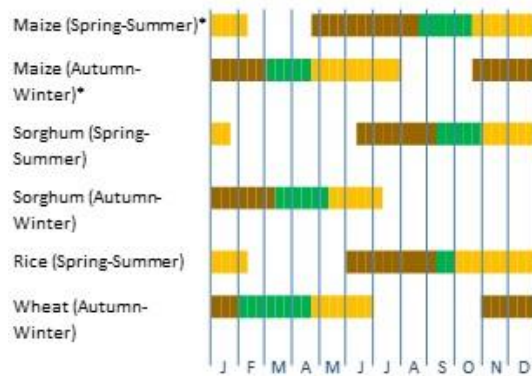 Maize (Spring-Summer)*
Maize (Autumn-
Winter)*
Sorghum (Spring-
Summer)
Sorghum (Autumn-
Winter)
Rice (Spring-Summer)
Wheat (Autumn-
Winter)
J F M A M J J A S O N D